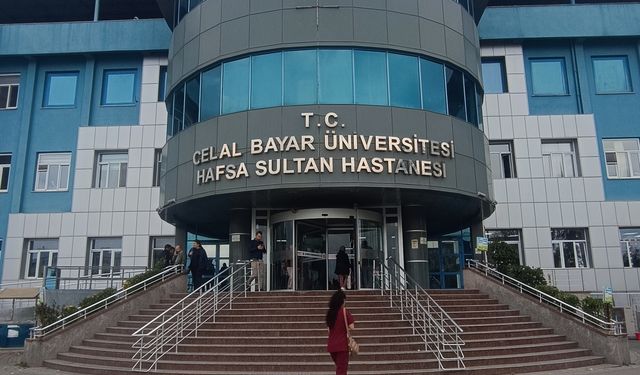 T.C.
CELAL BAYAR ÜNİVERSİTESİ
HAFSA SULTAN HASTANESİ